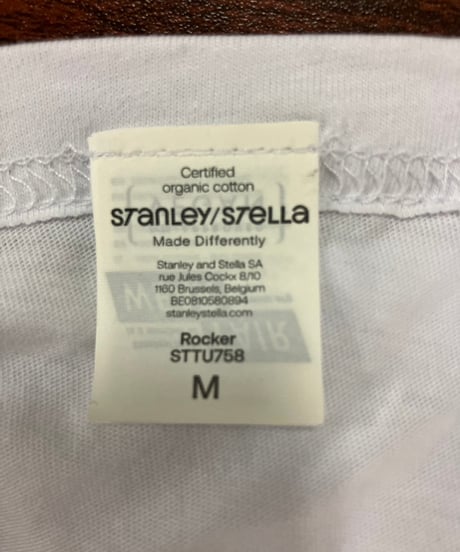 Certified
organic cotton
STANLEY/STELLA
Made Differently
Stanley and Stella SA
rue Jules Cockx 8/10
1160 Brussels, Belgium
BE0810580894
stanleystella.com
Rocker
STTU758
M